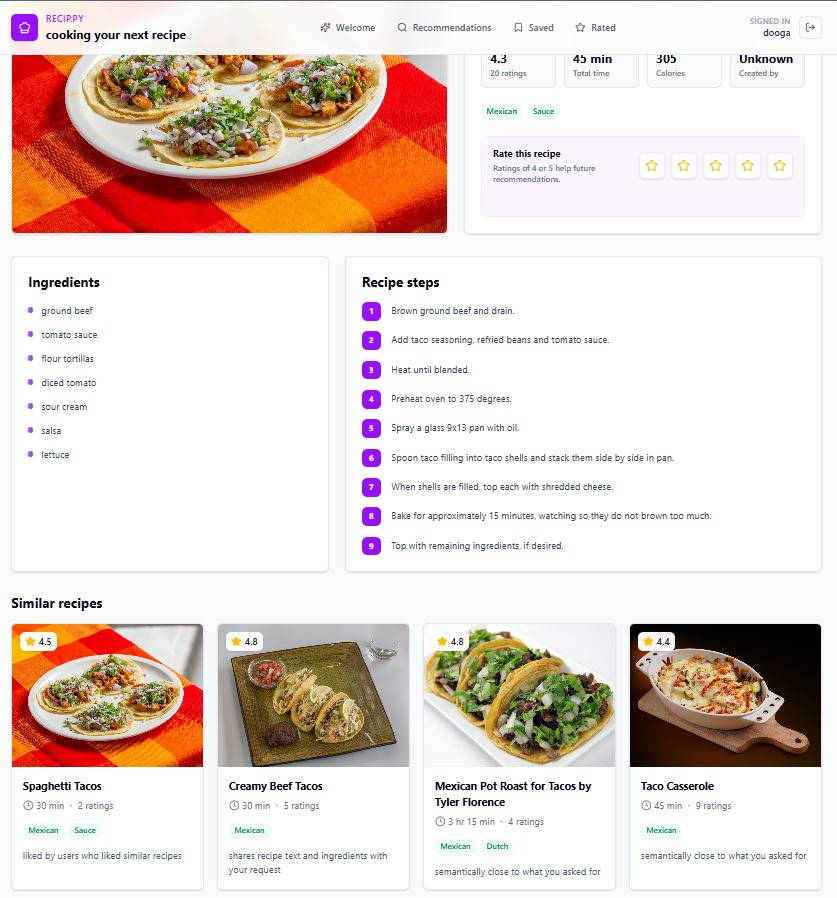 RECIP.PY
cooking your next recipe
Welcome
Recommendations
Saved
Rated
SIGNED IN
dooga
4.3
20 ratings
45 min
Total time
305
Calories
Unknown
Created by
Mexican
Sauce
Rate this recipe
Ratings of 4 or 5 help future
recommendations.
Ingredients
ground beef
tomato sauce
flour tortillas
diced tomato
sour cream
salsa
lettuce
Recipe steps
1 Brown ground beef and drain.
2 Add taco seasoning, refried beans and tomato sauce.
3 Heat until blended.
4 Preheat oven to 375 degrees.
5 Spray a glass 9x13 pan with oil.
6 Spoon taco filling into taco shells and stack them side by side in pan.
7 When shells are filled, top each with shredded cheese.
8 Bake for approximately 15 minutes, watching so they do not brown too much.
9 Top with remaining ingredients, if desired.
Similar recipes
4.5
Spaghetti Tacos
30 min • 2 ratings
Mexican
Sauce
liked by users who liked similar recipes
4.8
Creamy Beef Tacos
30 min • 5 ratings
Mexican
shares recipe text and ingredients with
your request
4.8
Mexican Pot Roast for Tacos by
Tyler Florence
3 hr 15 min • 4 ratings
Mexican
Dutch
semantically close to what you asked for
4.4
Taco Casserole
45 min • 9 ratings
Mexican
semantically close to what you asked for